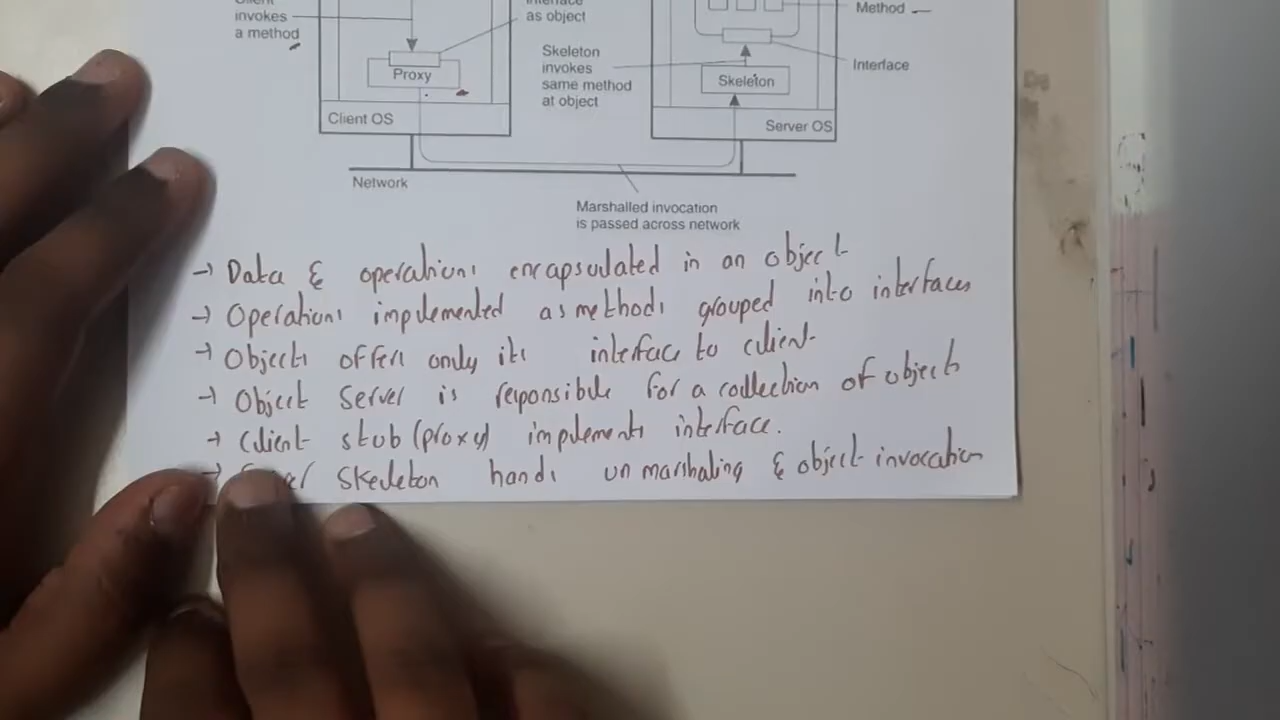 invokes
a method
as object
Proxy
Client OS
Skeleton
invokes
same method
at object
Method
Interface
Skeleton
Server OS
Network
Marshalled invocation
is passed across network
→ Data & operations encapsulated in an object
→ Operations implemented as methods grouped into interfaces
→ Objects offer only its interface to client
→ Object Server is responsible for a collection of objects
→ Client stub (proxy) implements interface.
→ skeleton hands unmarshaling & object invocation